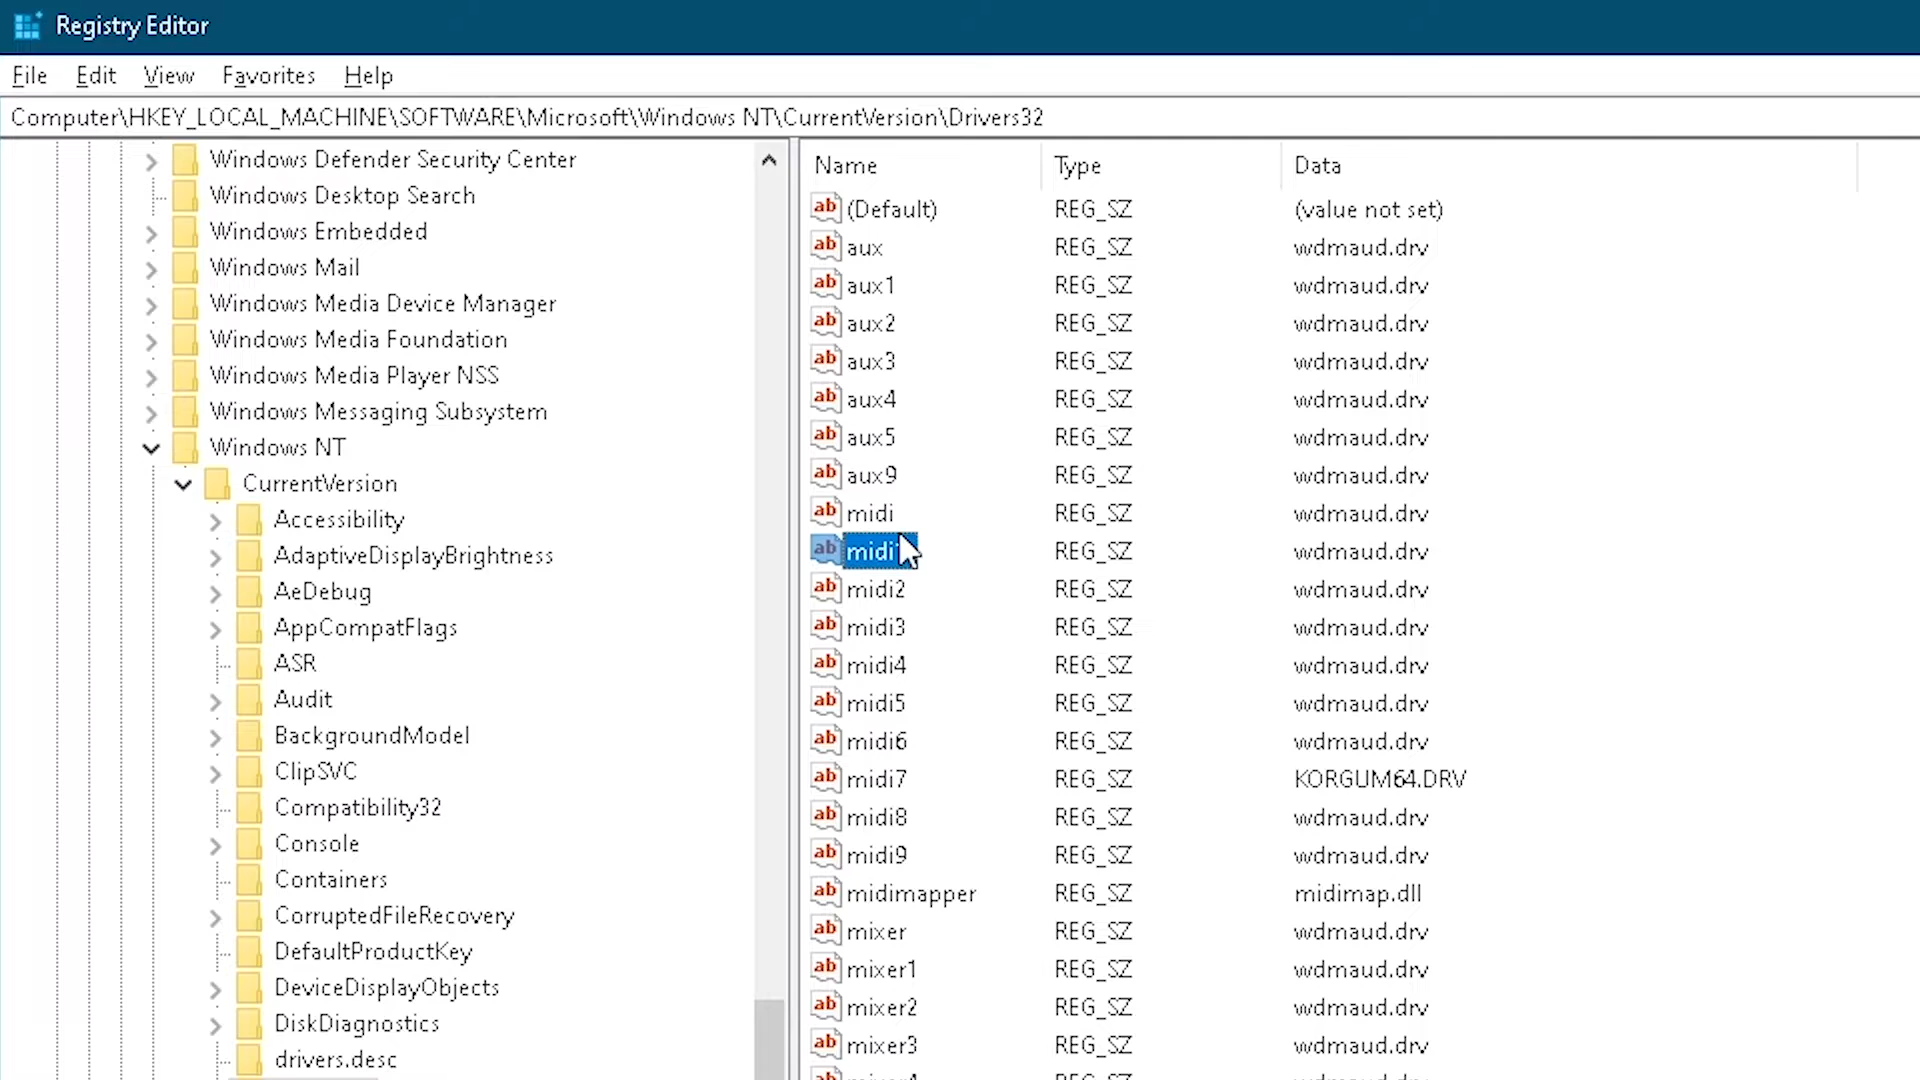 Registry Editor
File Edit View Favorites Help
Computer\HKEY_LOCAL_MACHINE\SOFTWARE\Microsoft\Windows NT\CurrentVersion\Drivers32
Windows Defender Security Center
Windows Desktop Search
Windows Embedded
Windows Mail
Windows Media Device Manager
Windows Media Foundation
Windows Media Player NSS
Windows Messaging Subsystem
Windows NT
CurrentVersion
Accessibility
AdaptiveDisplayBrightness
AeDebug
AppCompatFlags
ASR
Audit
BackgroundModel
ClipSVC
Compatibility32
Console
Containers
CorruptedFileRecovery
DefaultProductKey
DeviceDisplayObjects
DiskDiagnostics
drivers.desc
Name Type Data
(Default) REG_SZ (value not set)
aux REG_SZ wdmaud.drv
aux1 REG_SZ wdmaud.drv
aux2 REG_SZ wdmaud.drv
aux3 REG_SZ wdmaud.drv
aux4 REG_SZ wdmaud.drv
aux5 REG_SZ wdmaud.drv
aux9 REG_SZ wdmaud.drv
midi REG_SZ wdmaud.drv
midi REG_SZ wdmaud.drv
midi2 REG_SZ wdmaud.drv
midi3 REG_SZ wdmaud.drv
midi4 REG_SZ wdmaud.drv
midi5 REG_SZ wdmaud.drv
midi6 REG_SZ wdmaud.drv
midi7 REG_SZ KORGUM64.DRV
midi8 REG_SZ wdmaud.drv
midi9 REG_SZ wdmaud.drv
midimapper REG_SZ midimap.dll
mixer REG_SZ wdmaud.drv
mixer1 REG_SZ wdmaud.drv
mixer2 REG_SZ wdmaud.drv
mixer3 REG_SZ wdmaud.drv